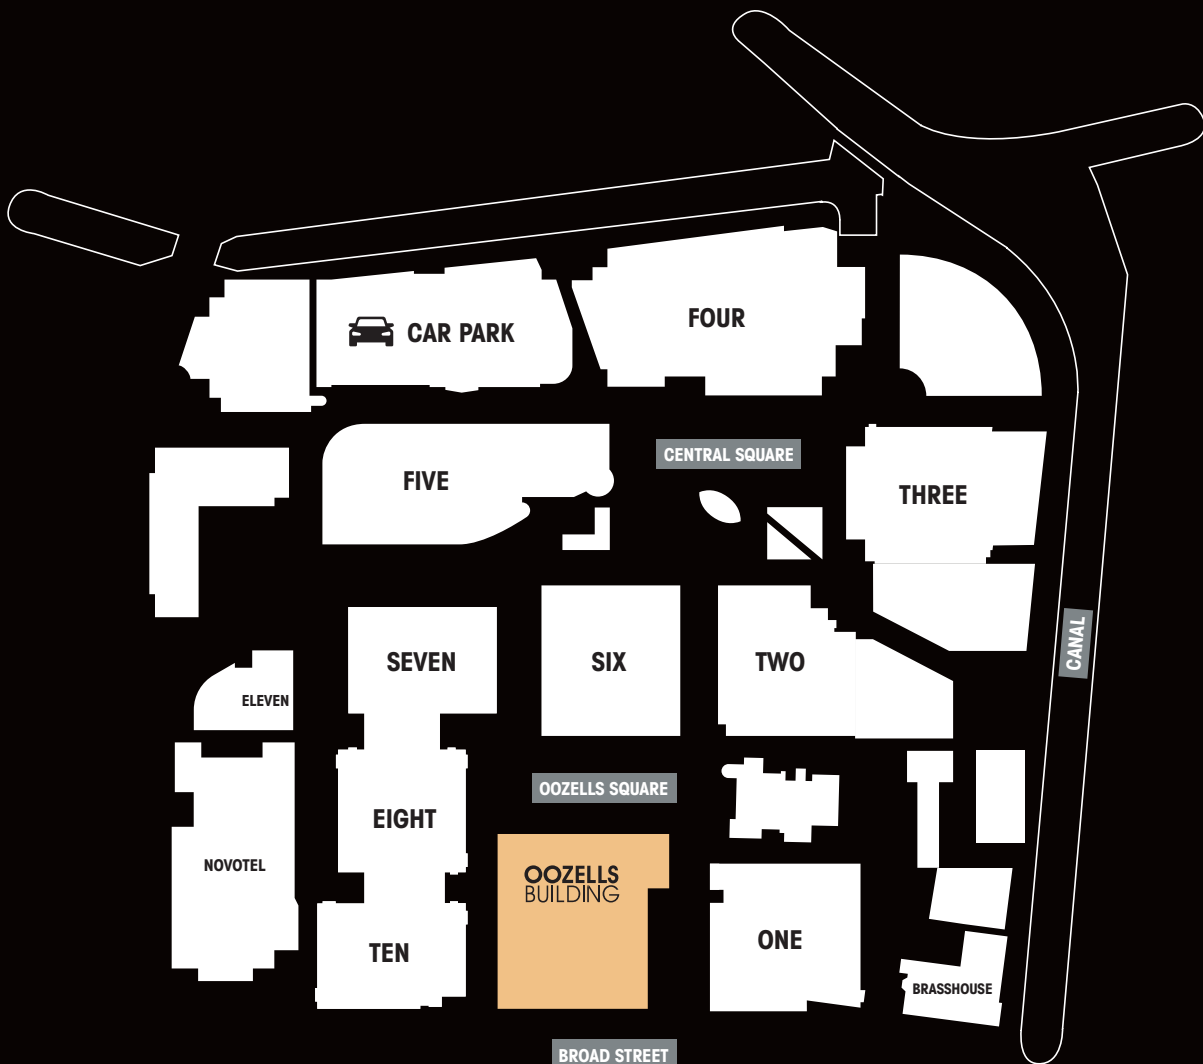 FOUR
CAR PARK
CENTRAL SQUARE
FIVE
THREE
CANAL
SEVEN
SIX
TWO
ELEVEN
OOZELLS SQUARE
EIGHT
NOVOTEL
OOZELLS
BUILDING
ONE
TEN
BRASSHOUSE
BROAD STREET